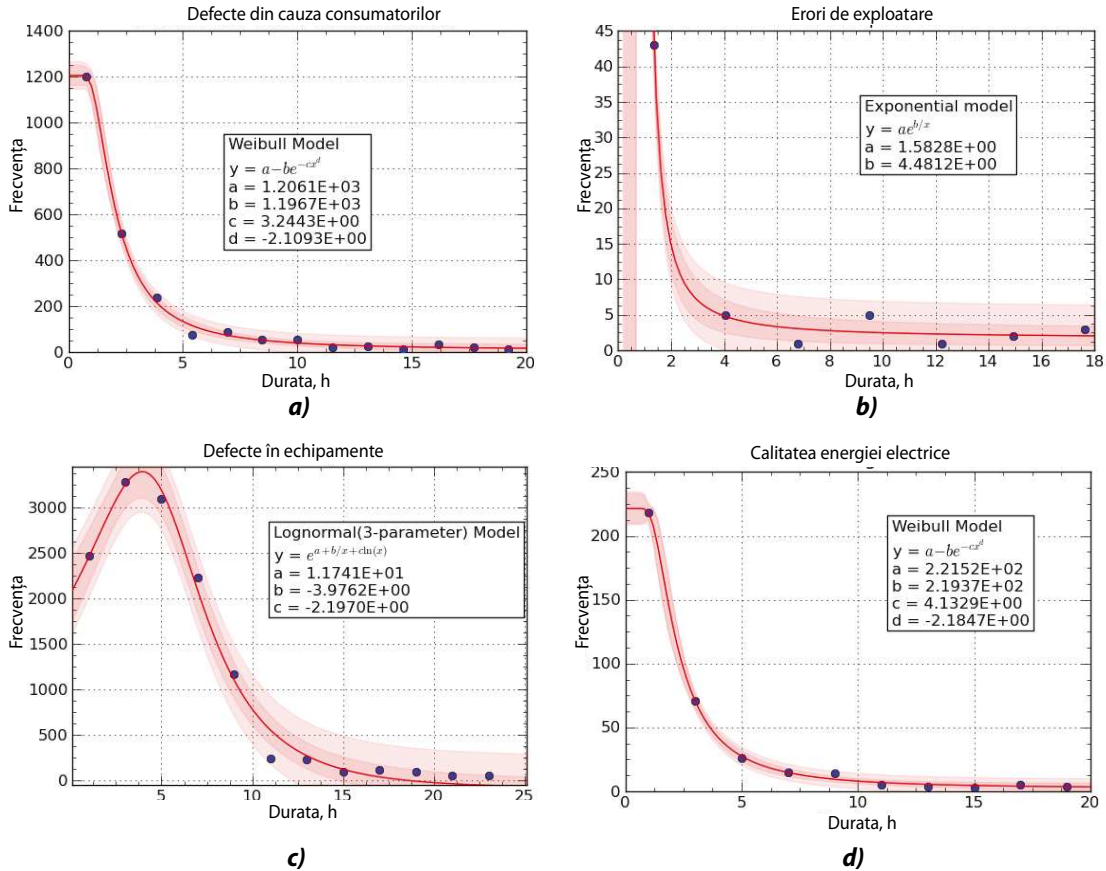 Defecte din cauza consumatorilor
1400
1200
1000
800
600
400
200
0
Frecvența
Weibull Model
y = a−be^{−cx^d}
a = 1.2061E+03
b = 1.1967E+03
c = 3.2443E+00
d = -2.1093E+00
0 5 10 15 20
Durata, h
a)
Erori de exploatare
45
40
35
30
25
20
15
10
5
0
Frecvența
Exponential model
y = ae^{b/x}
a = 1.5828E+00
b = 4.4812E+00
0 2 4 6 8 10 12 14 16 18
Durata, h
b)
Defecte în echipamente
3000
2500
2000
1500
1000
500
0
Frecvența
Lognormal(3-parameter) Model
y = e^{a+b/x+cln(x)}
a = 1.1741E+01
b = -3.9762E+00
c = -2.1970E+00
5 10 15 20 25
Durata, h
c)
Calitatea energiei electrice
250
200
150
100
50
0
Frecvența
Weibull Model
y = a−be^{−cx^d}
a = 2.2152E+02
b = 2.1937E+02
c = 4.1329E+00
d = -2.1847E+00
0 5 10 15 20
Durata, h
d)